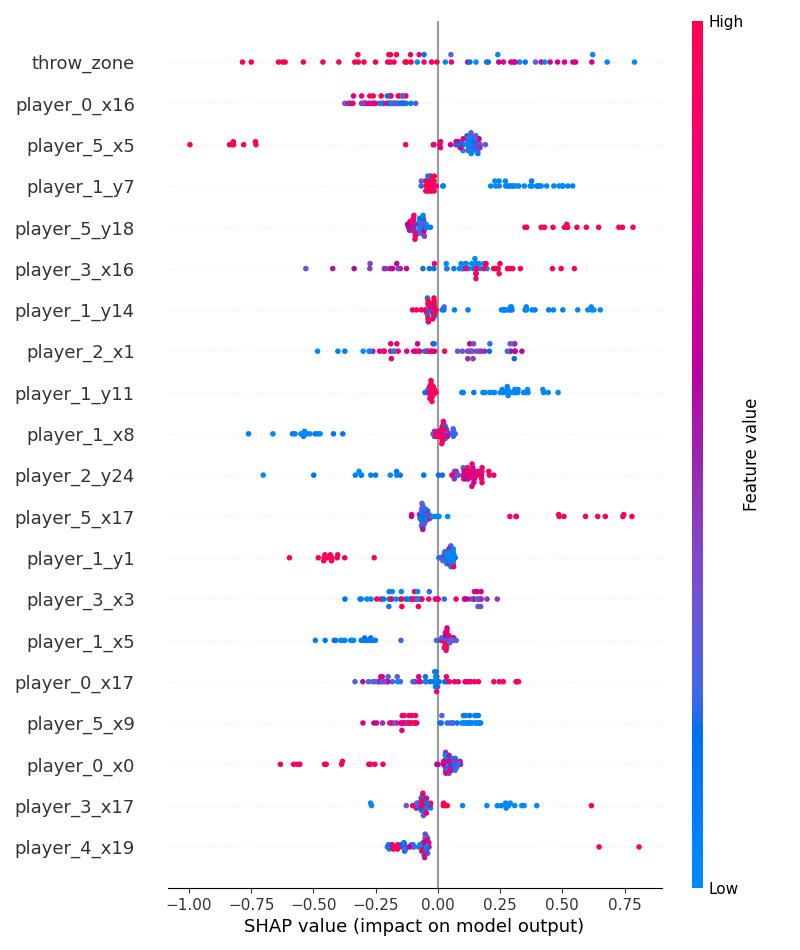 High
throw_zone
player_0_x16
player_5_x5
player_1_y7
player_5_y18
player_3_x16
player_1_y14
player_2_x1
player_1_y11
player_1_x8
player_2_y24
player_5_x17
player_1_y1
player_3_x3
player_1_x5
player_0_x17
player_5_x9
player_0_x0
player_3_x17
player_4_x19
Feature value
Low
−1.00 −0.75 −0.50 −0.25 0.00 0.25 0.50 0.75
SHAP value (impact on model output)